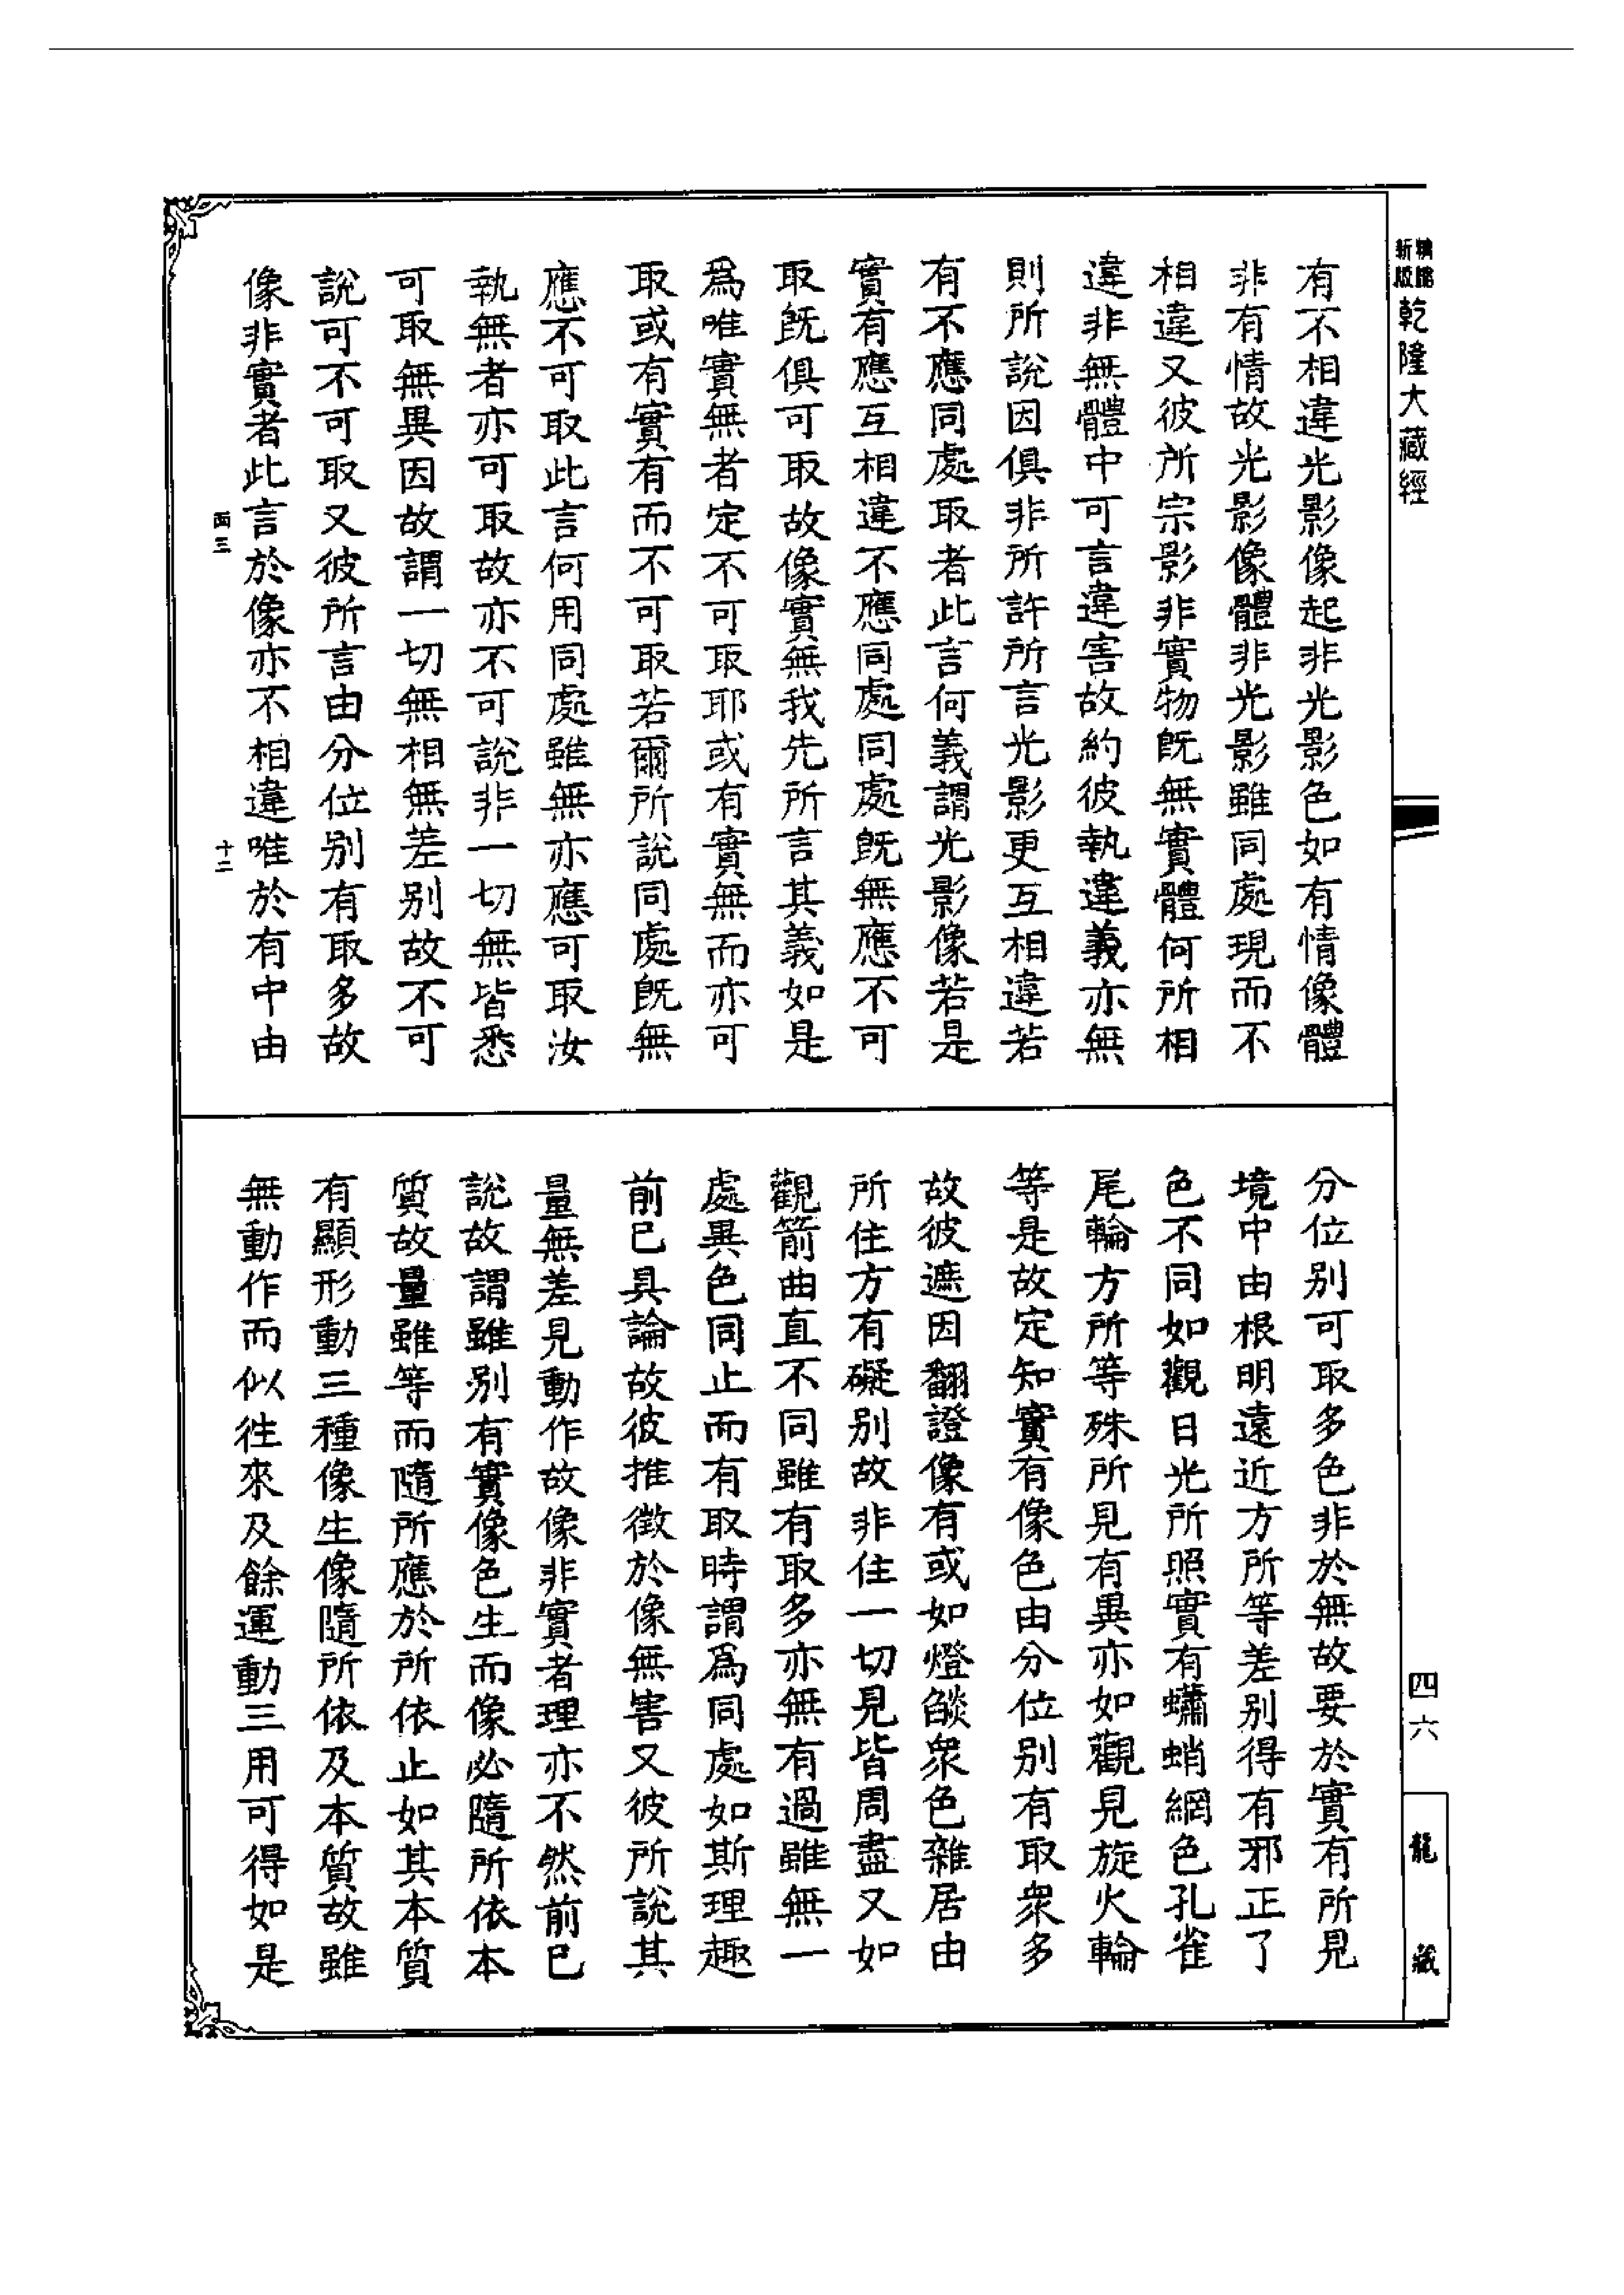 精縮新版乾隆大藏經
有不相違光影像起非光影色如有情像體
非有情故光影像體非光影雖同處現而不
相違又彼所宗影非實物既無實體何所相
違非無體中可言違害故約彼執違義亦無
則所說因俱非所許所言光影更互相違若
有不應同處取者此言何義謂光影像若是
實有應互相違不應同處同處既無應不可
取既俱可取故像實無我先所言其義如是
為唯實無者定不可取耶或有實無而亦可
取或有實有而不可取若爾所說同處既無
應不可取此言何用同處雖無亦應可取汝
執無者亦可取故亦不可說非一切無皆悉
可取無異因故謂一切無相無差別故不可
說可不可取又彼所言由分位別有取多故
像非實者此言於像亦不相違唯於有中由
兩三
十二
分位別可取多色非於無故要於實有所見
境中由根明遠近方所等差別得有邪正了
色不同如觀日光所照實有蠨蛸網色孔雀
尾輪方所等殊所見有異亦如觀見旋火輪
等是故定知實有像色由分位別有取眾多
故彼遮因翻證像有或如燈燄眾色雜居由
所住方有礙別故非住一切見皆周盡又如
觀箭曲直不同雖有取多亦無有過雖無一
處異色同止而有取時謂為同處如斯理趣
前已具論故彼推徵於像無害又彼所說其
量無差見動作故像非實者理亦不然前已
說故謂雖別有實像色生而像必隨所依本
質故量雖等而隨所應於所依止如其本質
有顯形動三種像生像隨所依及本質故雖
無動作而似往來及餘運動三用可得如是
四六
龍藏